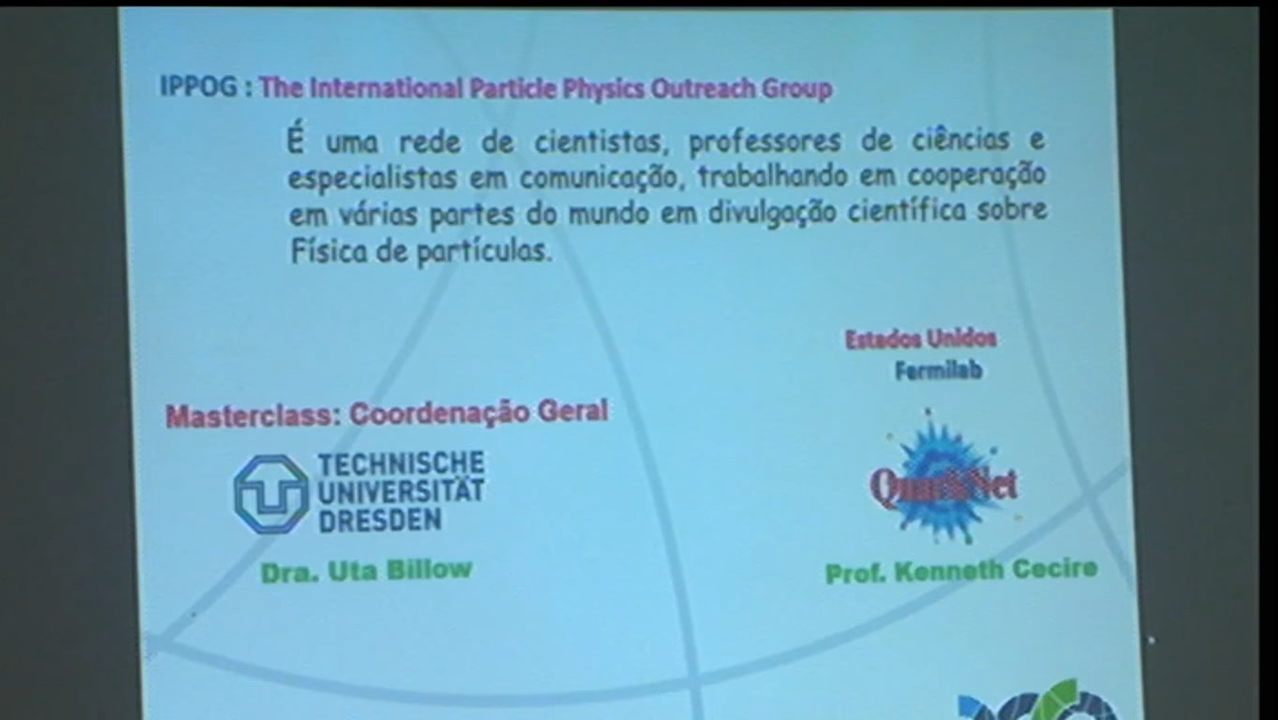 IPPOG : The International Particle Physics Outreach Group
É uma rede de cientistas, professores de ciências e
especialistas em comunicação, trabalhando em cooperação
em várias partes do mundo em divulgação científica sobre
Física de partículas.
Estados Unidos
Fermilab
Masterclass: Coordenação Geral
TECHNISCHE
UNIVERSITÄT
DRESDEN
QuarkNet
Dra. Uta Billow
Prof. Kenneth Cecire